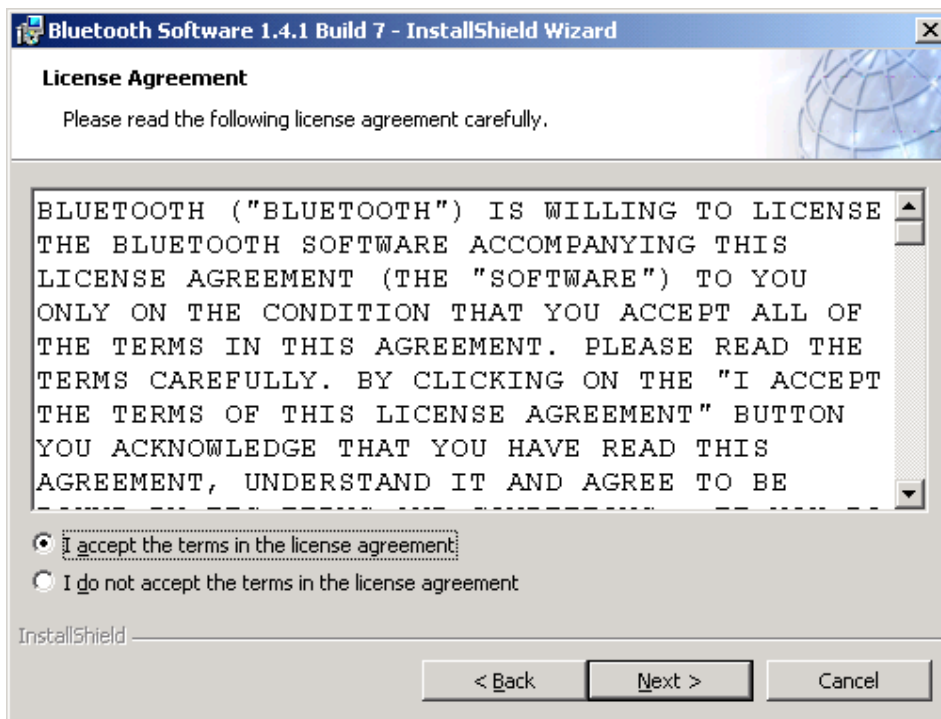 Bluetooth Software 1.4.1 Build 7 - InstallShield Wizard
License Agreement
Please read the following license agreement carefully.
BLUETOOTH ("BLUETOOTH") IS WILLING TO LICENSE
THE BLUETOOTH SOFTWARE ACCOMPANYING THIS
LICENSE AGREEMENT (THE "SOFTWARE") TO YOU
ONLY ON THE CONDITION THAT YOU ACCEPT ALL OF
THE TERMS IN THIS AGREEMENT. PLEASE READ THE
TERMS CAREFULLY. BY CLICKING ON THE "I ACCEPT
THE TERMS OF THIS LICENSE AGREEMENT" BUTTON
YOU ACKNOWLEDGE THAT YOU HAVE READ THIS
AGREEMENT, UNDERSTAND IT AND AGREE TO BE
I accept the terms in the license agreement
I do not accept the terms in the license agreement
InstallShield
< Back
Next >
Cancel